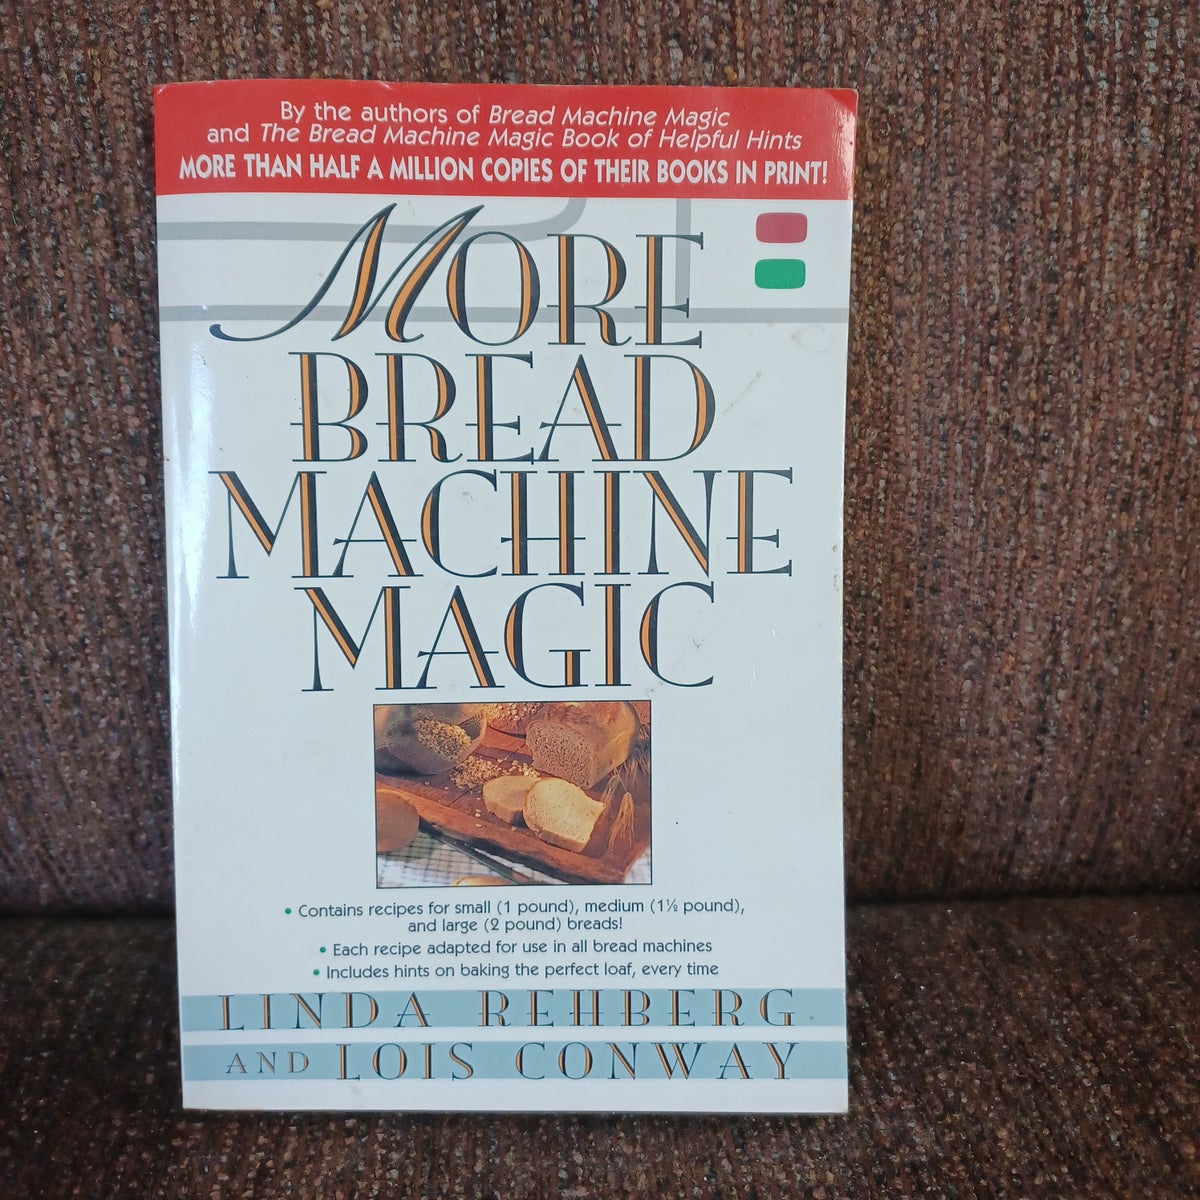 By the authors of Bread Machine Magic
and The Bread Machine Magic Book of Helpful Hints
MORE THAN HALF A MILLION COPIES OF THEIR BOOKS IN PRINT!
MORE
BREAD
MACHINE
MAGIC
• Contains recipes for small (1 pound), medium (1½ pound),
and large (2 pound) breads!
• Each recipe adapted for use in all bread machines
• Includes hints on baking the perfect loaf, every time
LINDA REHBERG
AND LOIS CONWAY